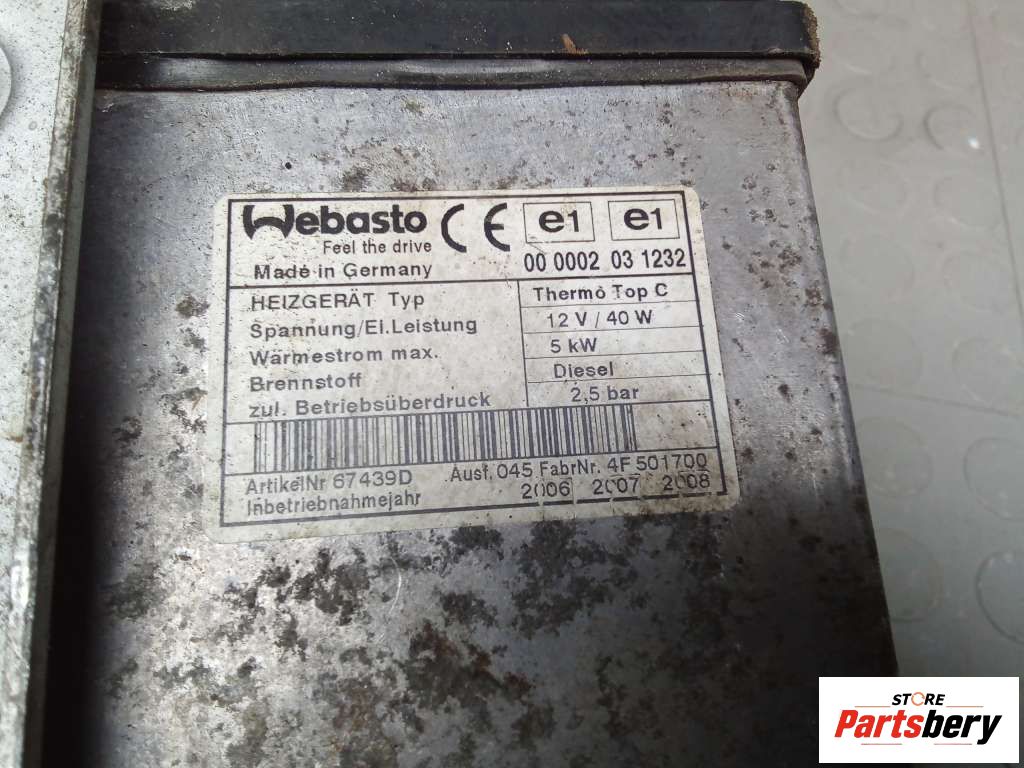 Webasto CE e1 e1
Feel the drive
Made in Germany 00 0002 03 1232
HEIZGERÄT Typ Thermo Top C
Spannung/El.Leistung 12 V / 40 W
Wärmestrom max. 5 kW
Brennstoff Diesel
zul. Betriebsüberdruck 2,5 bar
ArtikelNr 67439D Ausf. 045 FabrNr. 4F 501700
Inbetriebnahmejahr 2006 2007 2008
STORE
Partsbery